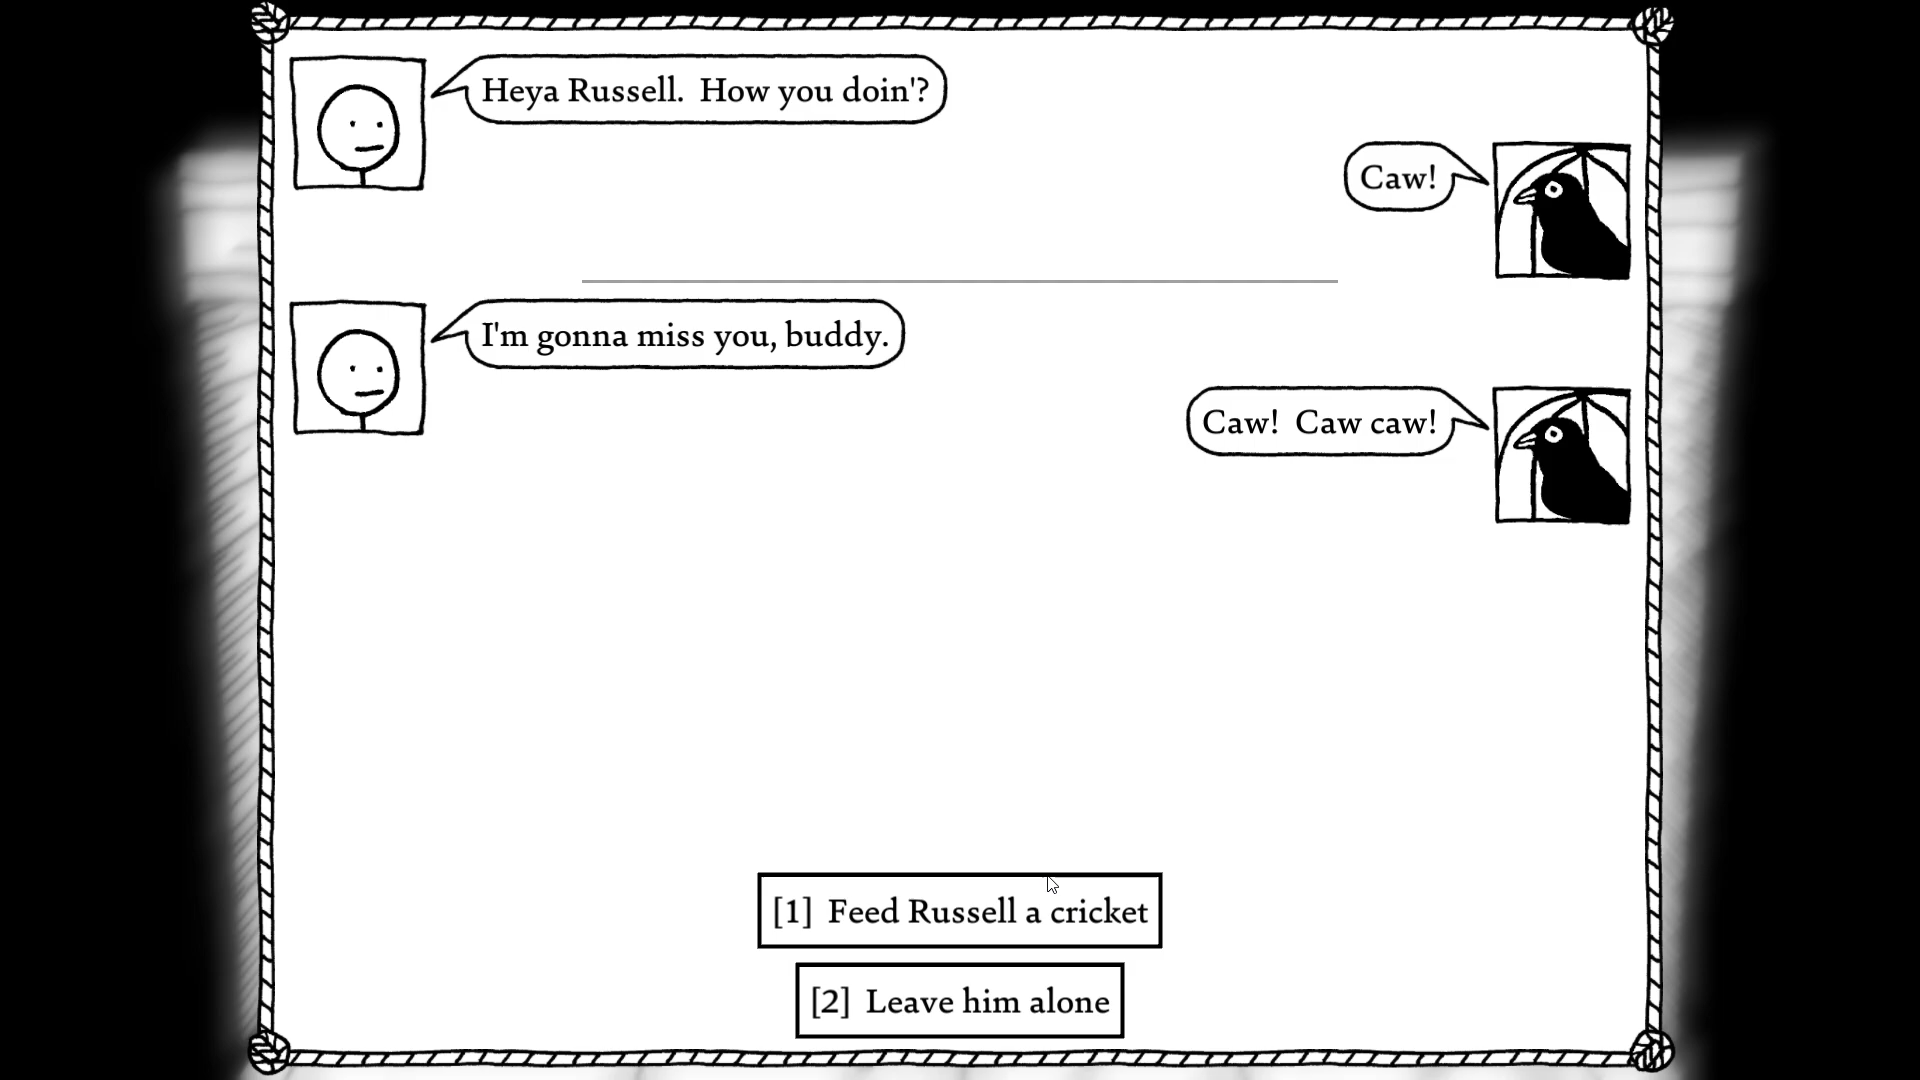 Heya Russell.  How you doin'?
Caw!
I'm gonna miss you, buddy.
Caw!  Caw caw!
[1]  Feed Russell a cricket
[2]  Leave him alone